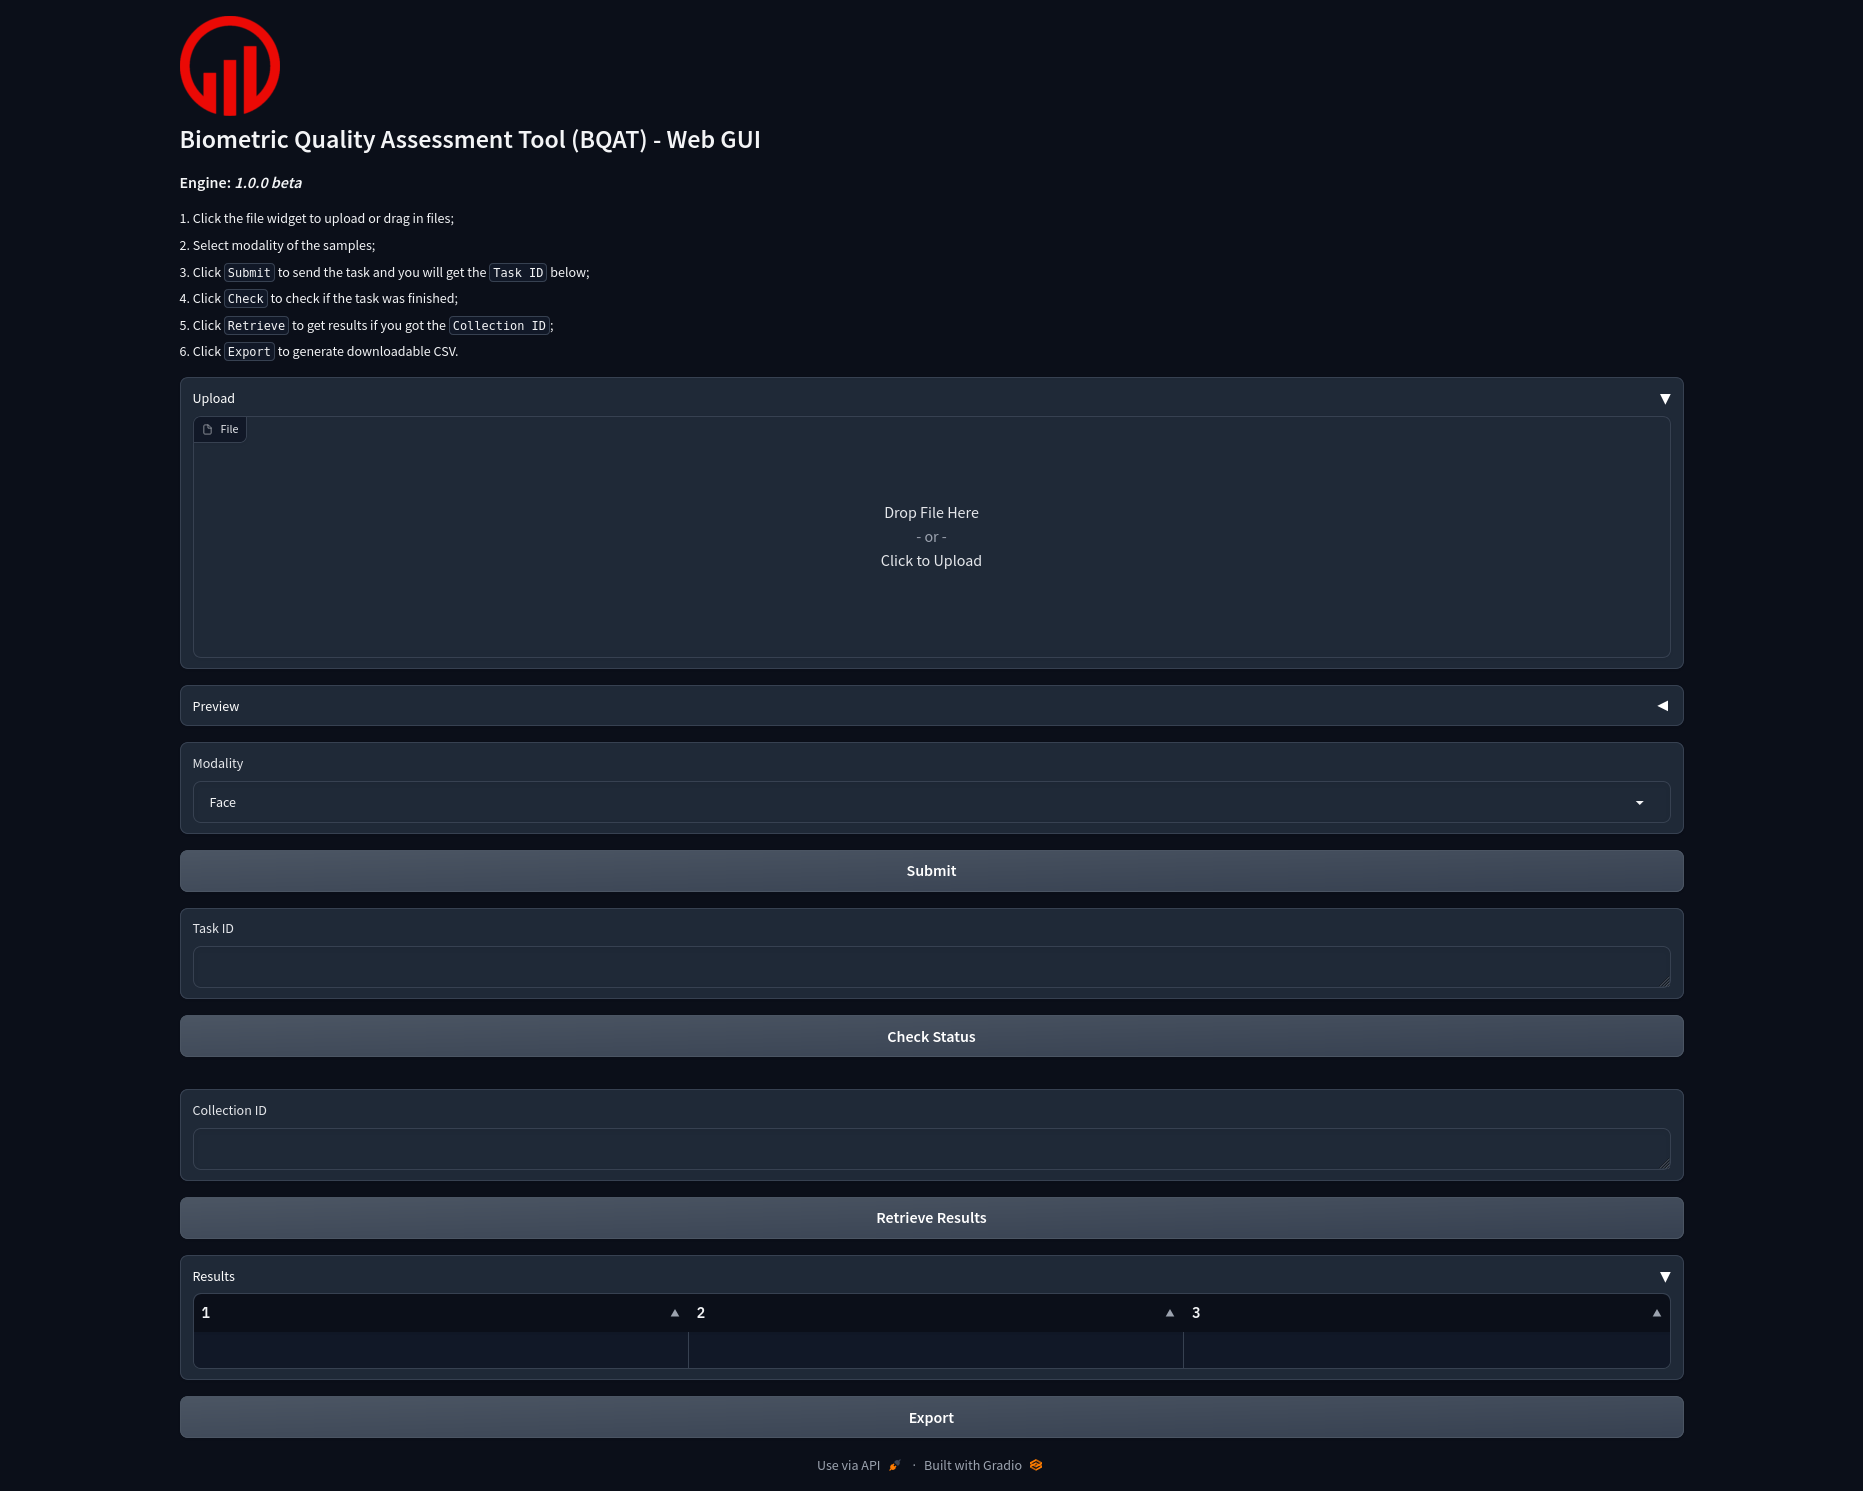 Biometric Quality Assessment Tool (BQAT) - Web GUI
Engine: 1.0.0 beta
1. Click the file widget to upload or drag in files;
2. Select modality of the samples;
3. Click Submit to send the task and you will get the Task ID below;
4. Click Check to check if the task was finished;
5. Click Retrieve to get results if you got the Collection ID;
6. Click Export to generate downloadable CSV.
Upload
File
Drop File Here
- or -
Click to Upload
Preview
Modality
Face
Submit
Task ID
Check Status
Collection ID
Retrieve Results
Results
1 2 3
Export
Use via API · Built with Gradio